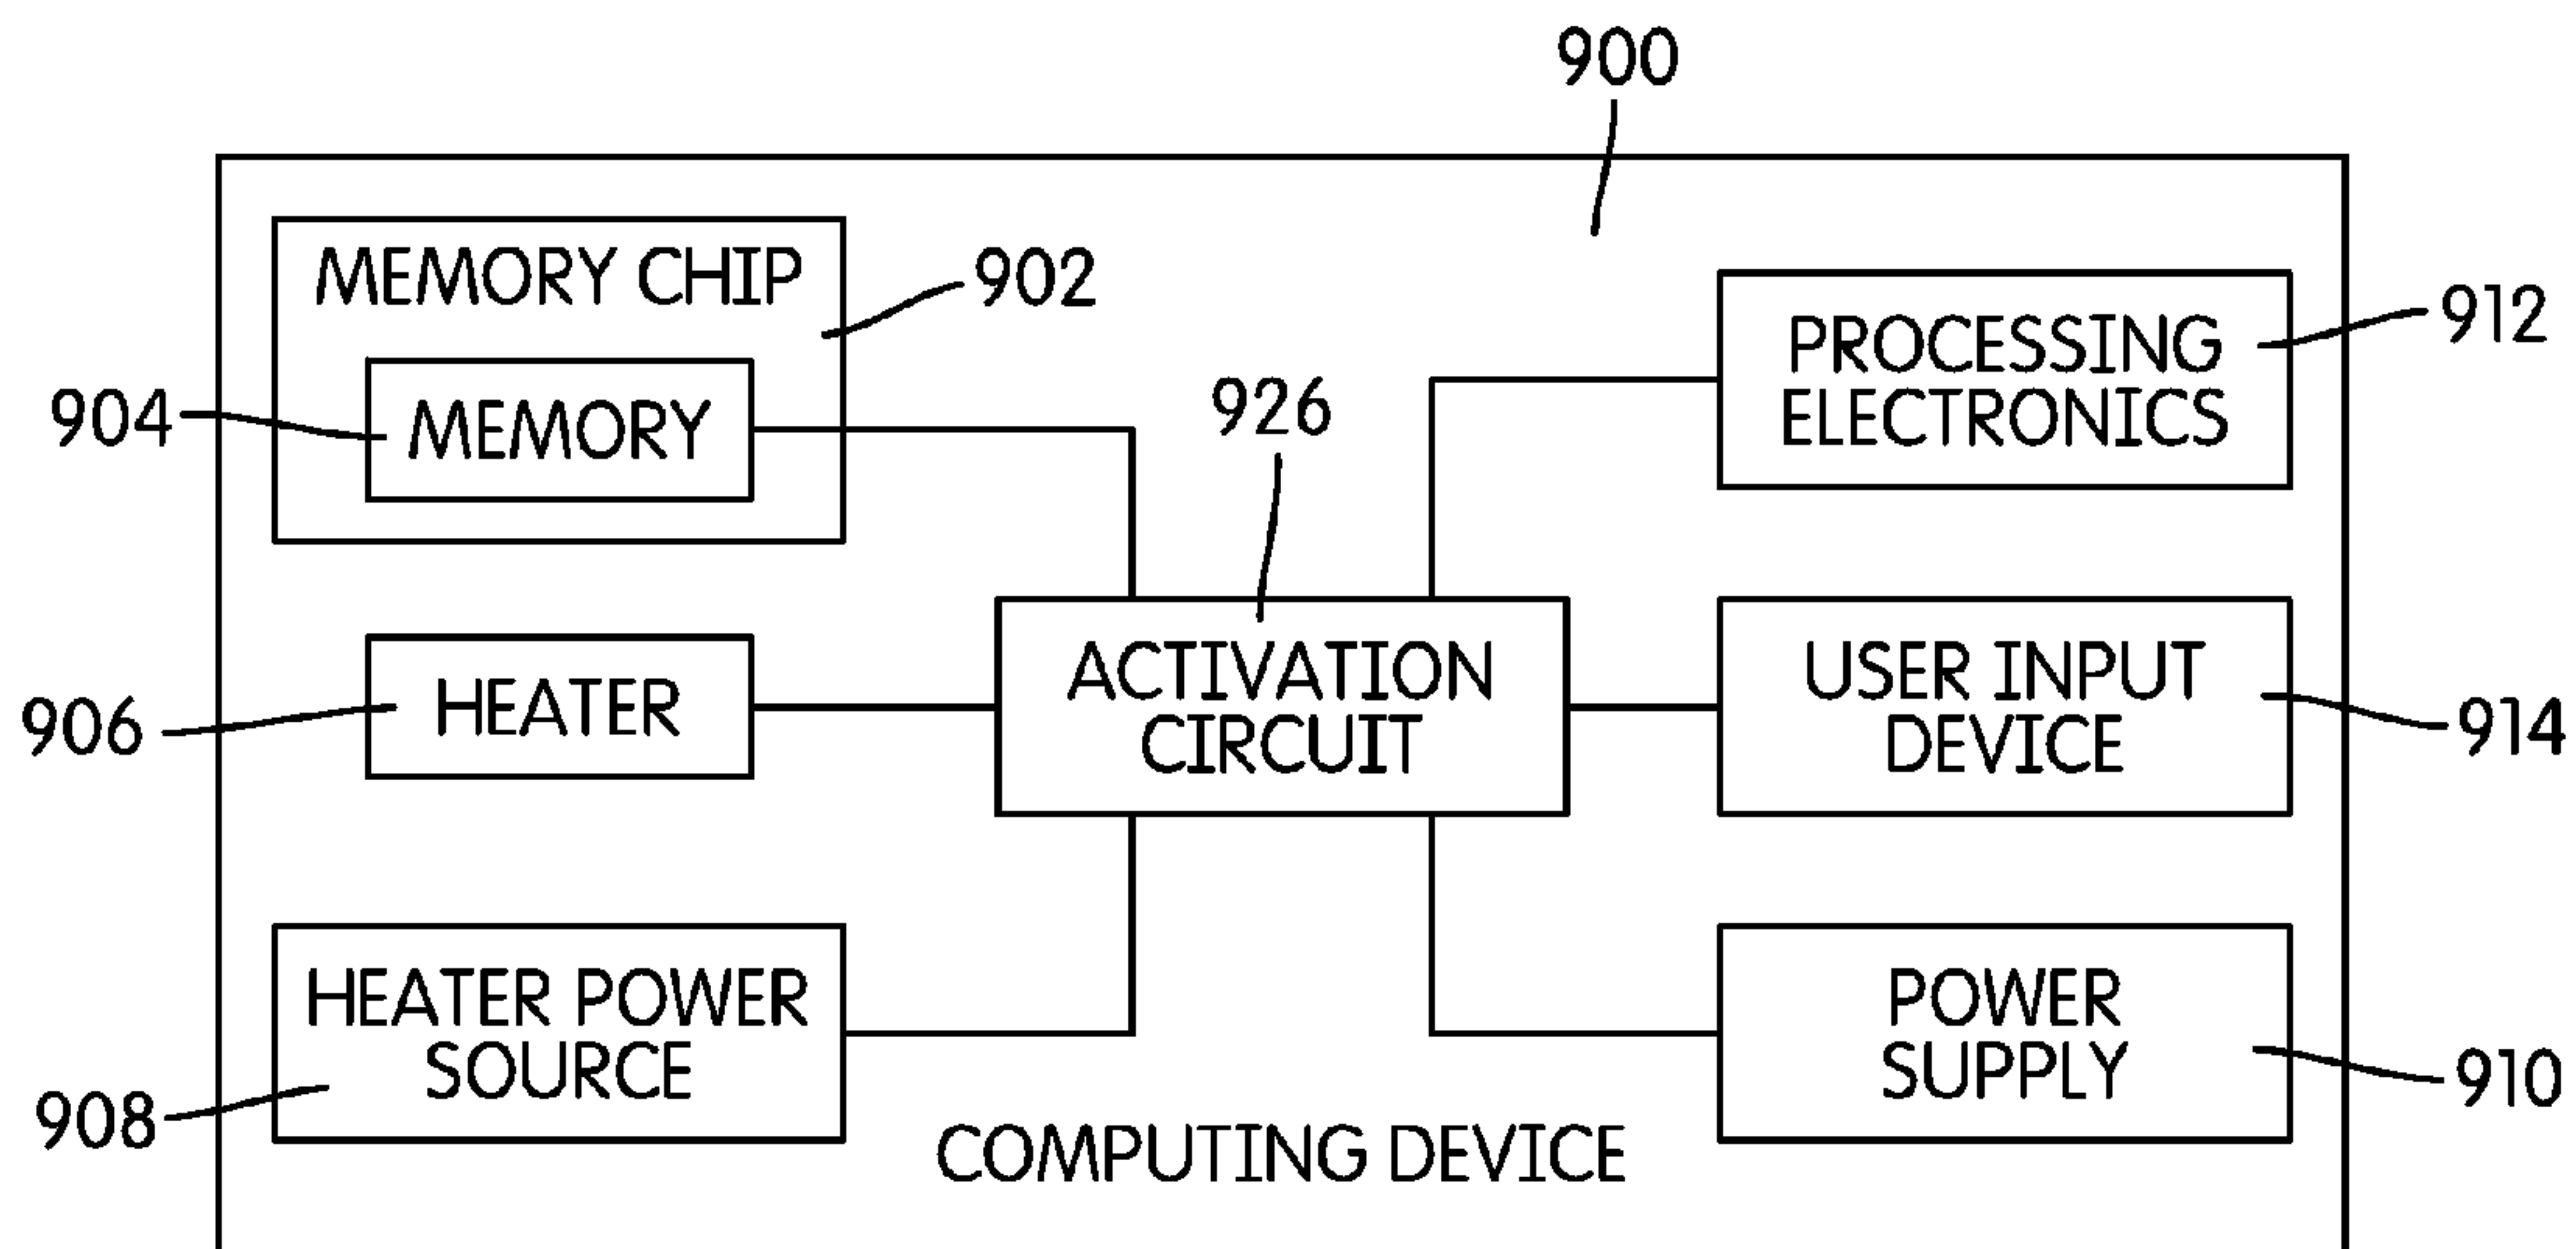 900
MEMORY CHIP
902
904
MEMORY
926
PROCESSING
ELECTRONICS
912
906
HEATER
ACTIVATION
CIRCUIT
USER INPUT
DEVICE
914
908
HEATER POWER
SOURCE
POWER
SUPPLY
910
COMPUTING DEVICE